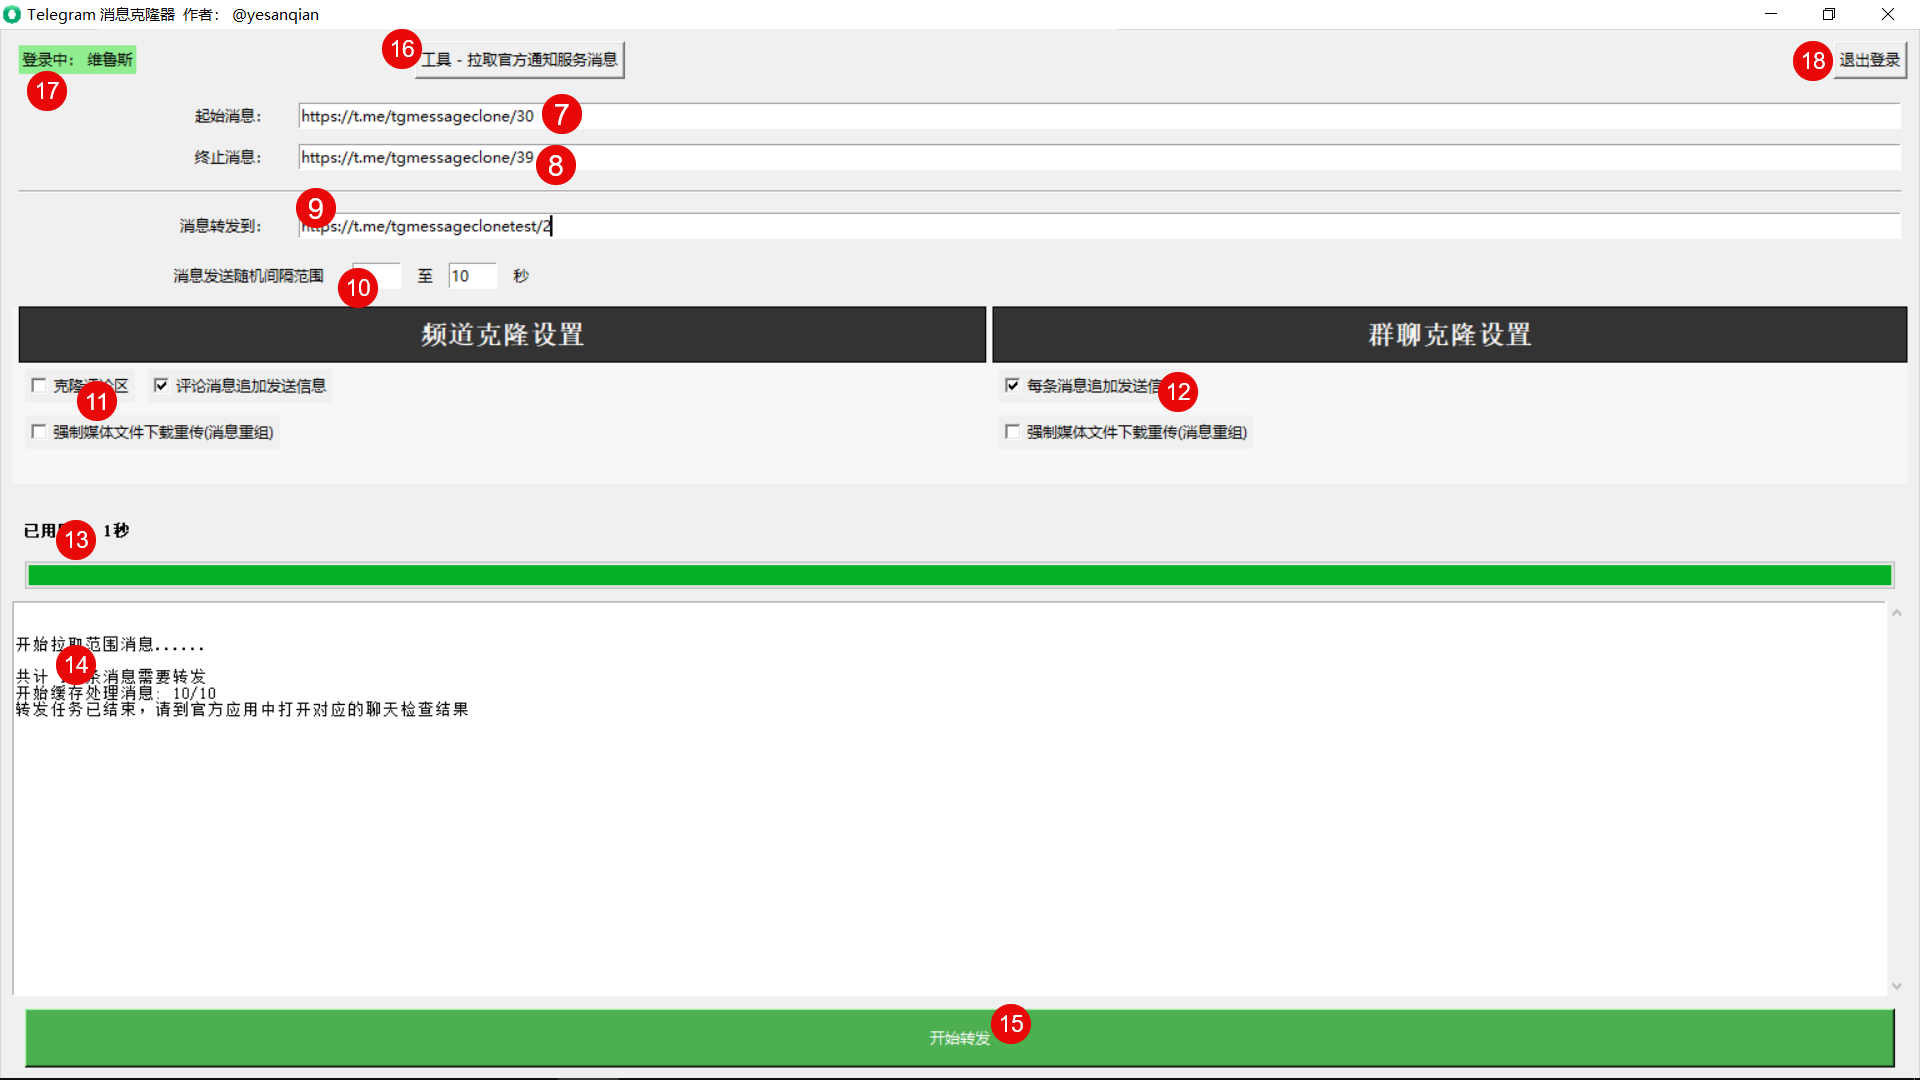 Telegram 消息克隆器 作者： @yesanqian
登录中： 维鲁斯
16
工具 - 拉取官方通知服务消息
18
退出登录
17
起始消息：
https://t.me/tgmessageclone/30
7
终止消息：
https://t.me/tgmessageclone/39
8
9
消息转发到：
https://t.me/tgmessageclonetest/2
消息发送随机间隔范围
10
至
10
秒
频道克隆设置
群聊克隆设置
克隆评论区
11
评论消息追加发送信息
每条消息追加发送信
12
强制媒体文件下载重传(消息重组)
强制媒体文件下载重传(消息重组)
已用
13
1秒
开始拉取范围消息......
14
共计 条消息需要转发
开始缓存处理消息: 10/10
转发任务已结束，请到官方应用中打开对应的聊天检查结果
开始转发
15